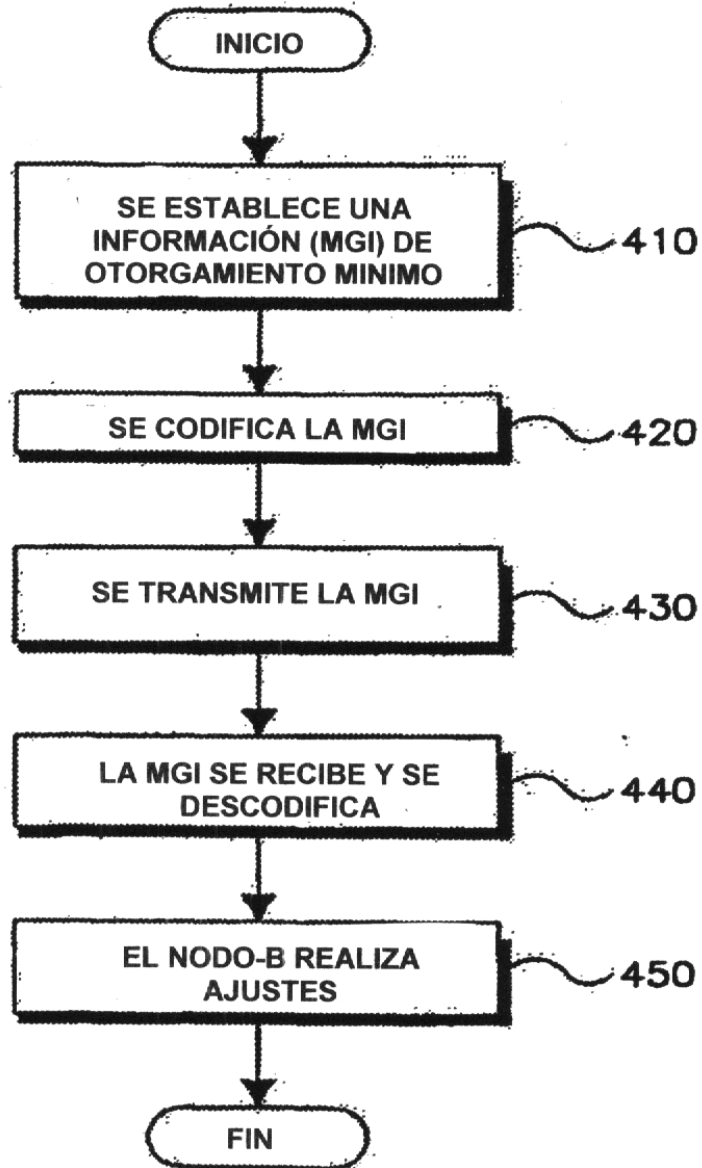 INICIO
SE ESTABLECE UNA
INFORMACIÓN (MGI) DE
OTORGAMIENTO MINIMO
410
SE CODIFICA LA MGI
420
SE TRANSMITE LA MGI
430
LA MGI SE RECIBE Y SE
DESCODIFICA
440
EL NODO-B REALIZA
AJUSTES
450
FIN